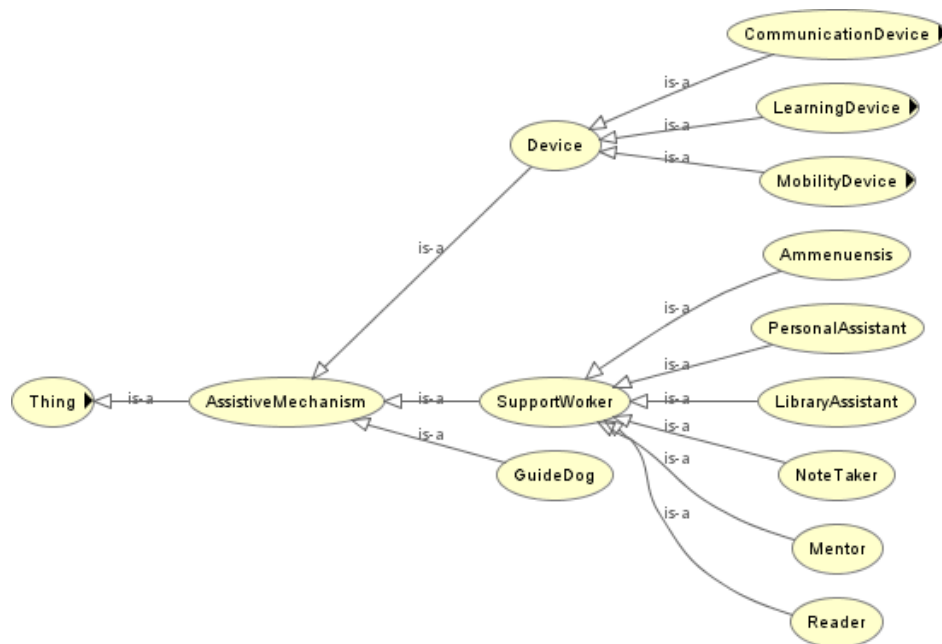 CommunicationDevice
is-a
LearningDevice
is-a
Device
is-a
MobilityDevice
is-a
Ammenuensis
is-a
PersonalAssistant
is-a
Thing
is-a
AssistiveMechanism
is-a
SupportWorker
is-a
LibraryAssistant
is-a
is-a
GuideDog
is-a
NoteTaker
is-a
Mentor
is-a
Reader